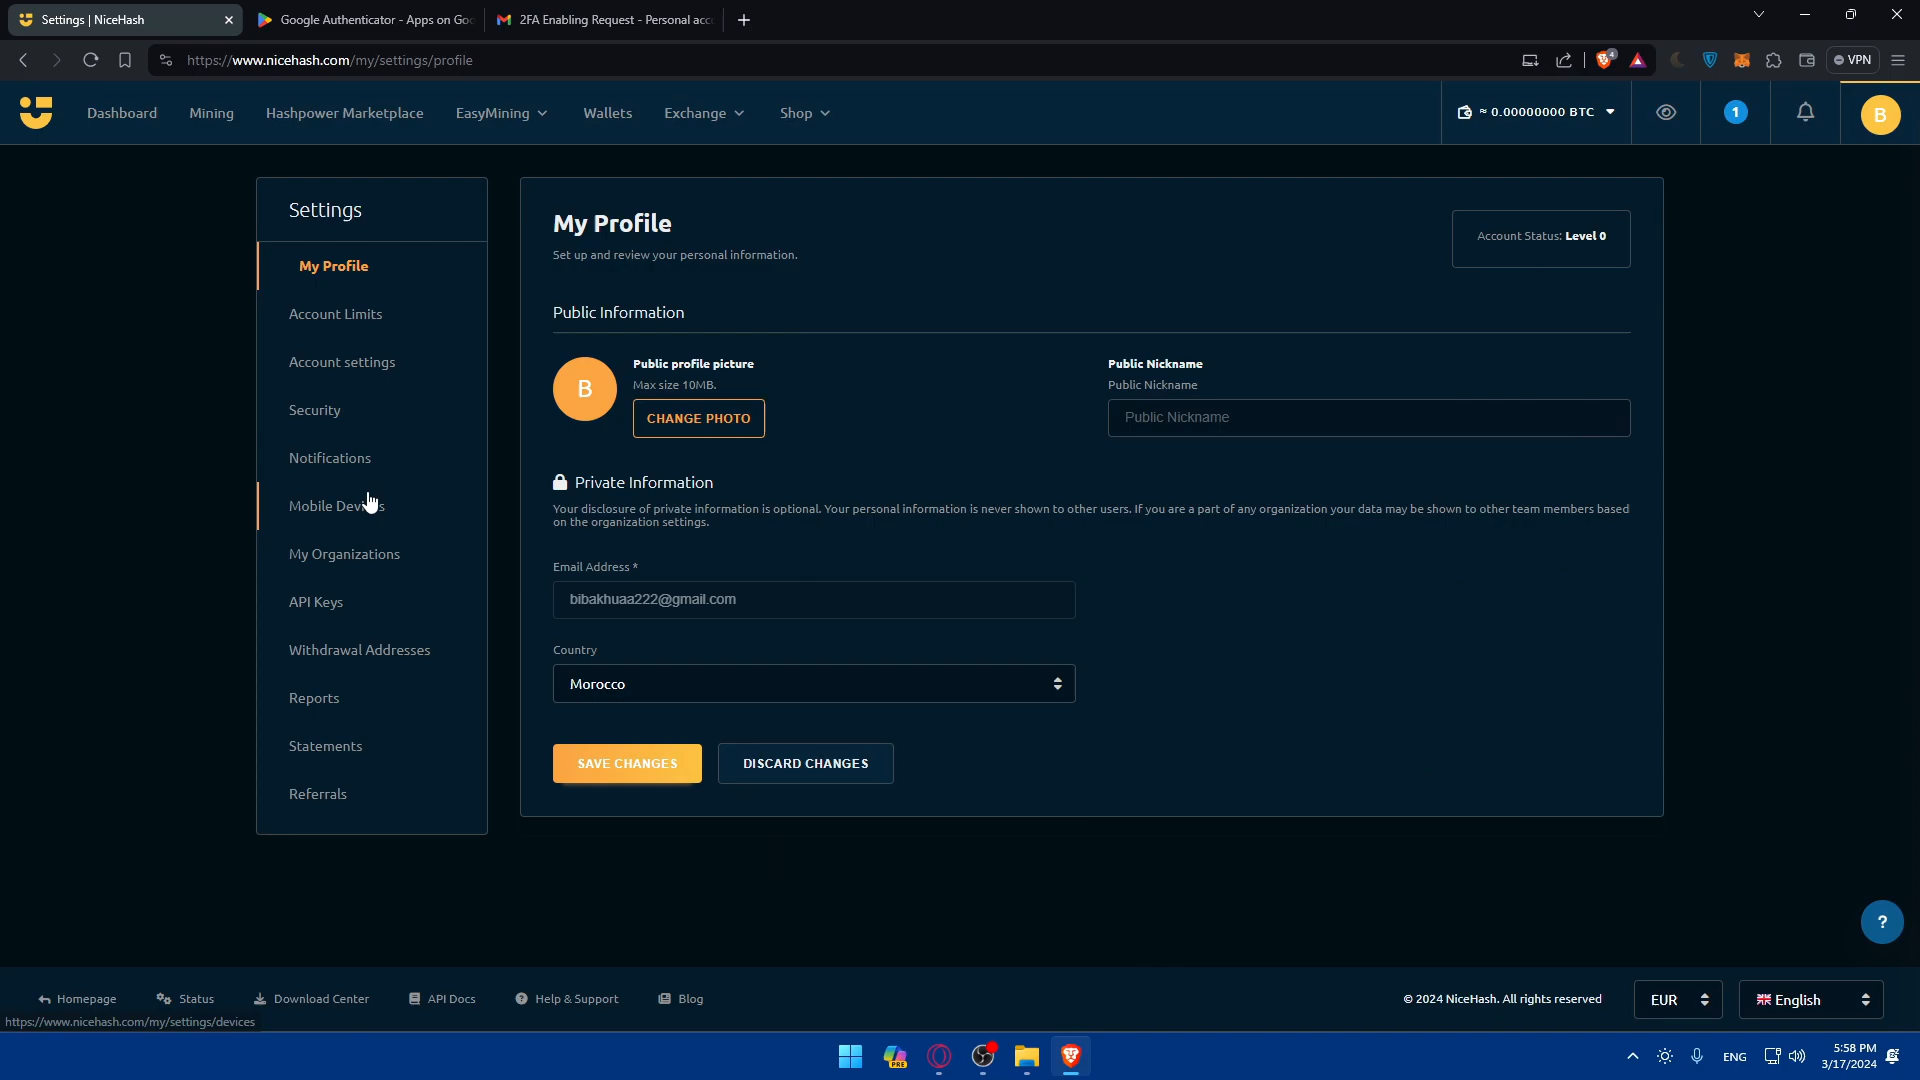 Settings | NiceHash
Google Authenticator - Apps on Goo
2FA Enabling Request - Personal acc
https://www.nicehash.com/my/settings/profile
4
VPN
Dashboard
Mining
Hashpower Marketplace
EasyMining
Wallets
Exchange
Shop
≈ 0.00000000 BTC
1
B
Settings
My Profile
Account Limits
Account settings
Security
Notifications
Mobile Devices
My Organizations
API Keys
Withdrawal Addresses
Reports
Statements
Referrals
My Profile
Set up and review your personal information.
Account Status: Level 0
Public Information
B
Public profile picture
Max size 10MB.
CHANGE PHOTO
Public Nickname
Public Nickname
Public Nickname
Private Information
Your disclosure of private information is optional. Your personal information is never shown to other users. If you are a part of any organization your data may be shown to other team members based
on the organization settings.
Email Address *
bibakhuaa222@gmail.com
Country
Morocco
SAVE CHANGES
DISCARD CHANGES
?
Homepage
Status
Download Center
API Docs
Help & Support
Blog
© 2024 NiceHash. All rights reserved
EUR
English
https://www.nicehash.com/my/settings/devices
PRE
ENG
5:58 PM
3/17/2024